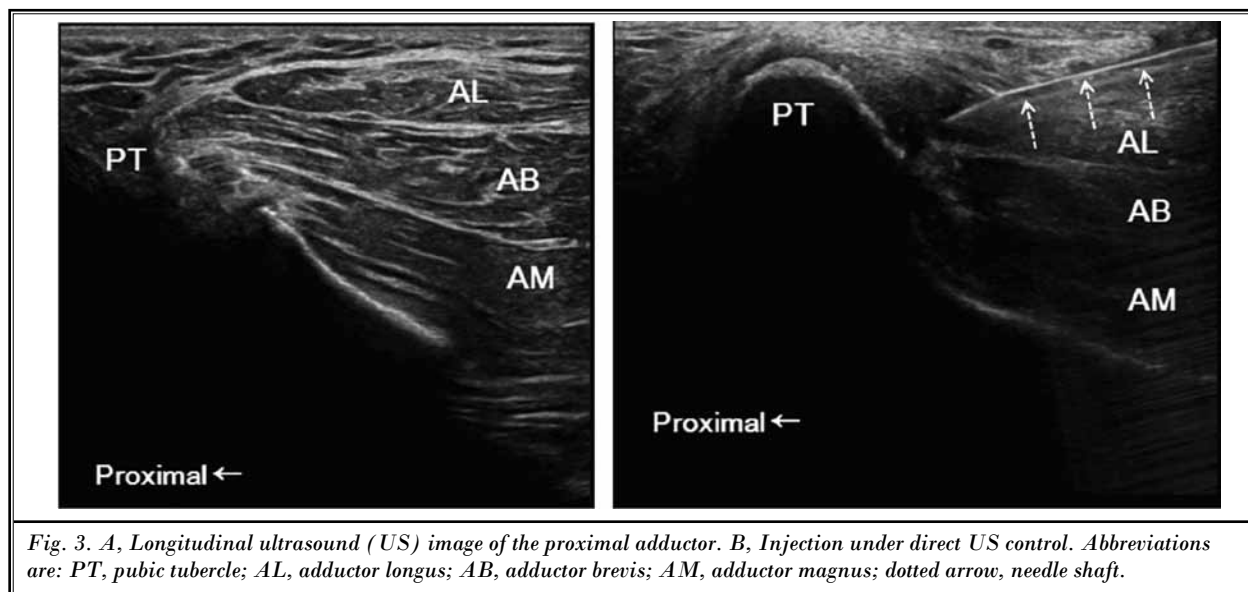 PT
AL
AB
AM
Proximal ←
PT
AL
AB
AM
Proximal ←
Fig. 3. A, Longitudinal ultrasound (US) image of the proximal adductor. B, Injection under direct US control. Abbreviations
are: PT, pubic tubercle; AL, adductor longus; AB, adductor brevis; AM, adductor magnus; dotted arrow, needle shaft.